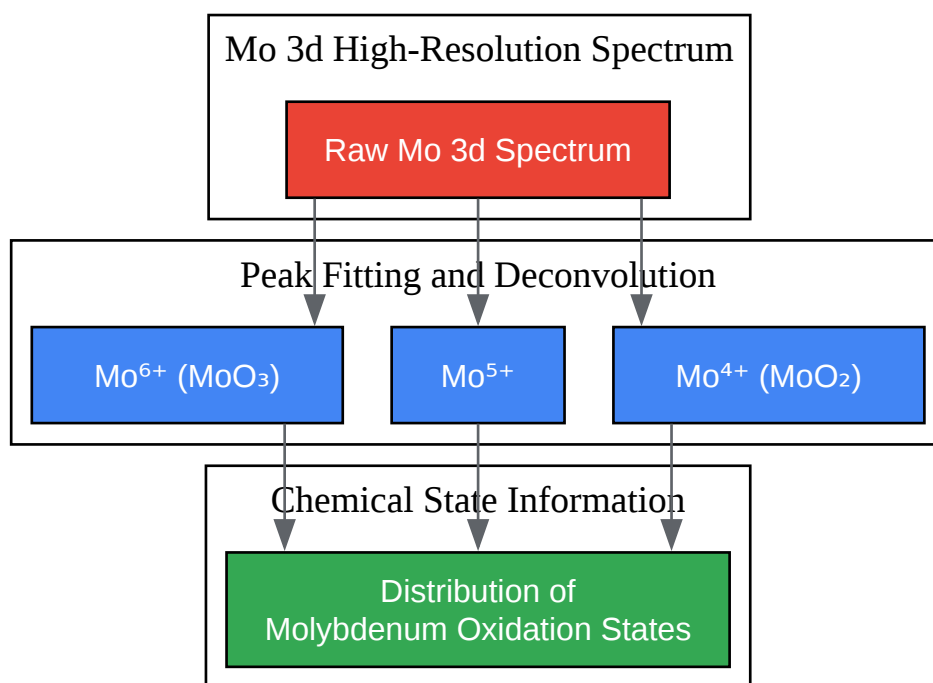 Mo 3d High-Resolution Spectrum
Raw Mo 3d Spectrum
Peak Fitting and Deconvolution
Mo⁶⁺ (MoO₃)
Mo⁵⁺
Mo⁴⁺ (MoO₂)
Chemical State Information
Distribution of
Molybdenum Oxidation States